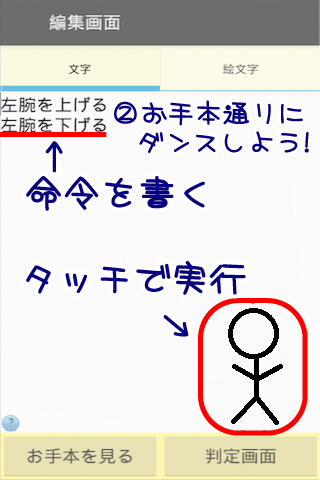 編集画面
文字
絵文字
左腕を上げる
左腕を下げる
②お手本通りに
ダンスしよう!
↑
命令を書く
タッチで実行
↘
?
お手本を見る
判定画面